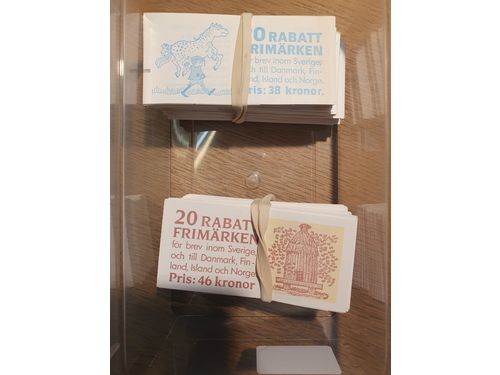 0 RABATT
FRIMÄRKEN
för brev inom Sverige,
och till Danmark, Fin-
land, Island och Norge.
Pris: 38 kronor.
20 RABATT
FRIMÄRKEN
för brev inom Sverige
och till Danmark, Fin-
land, Island och Norge
Pris: 46 kronor